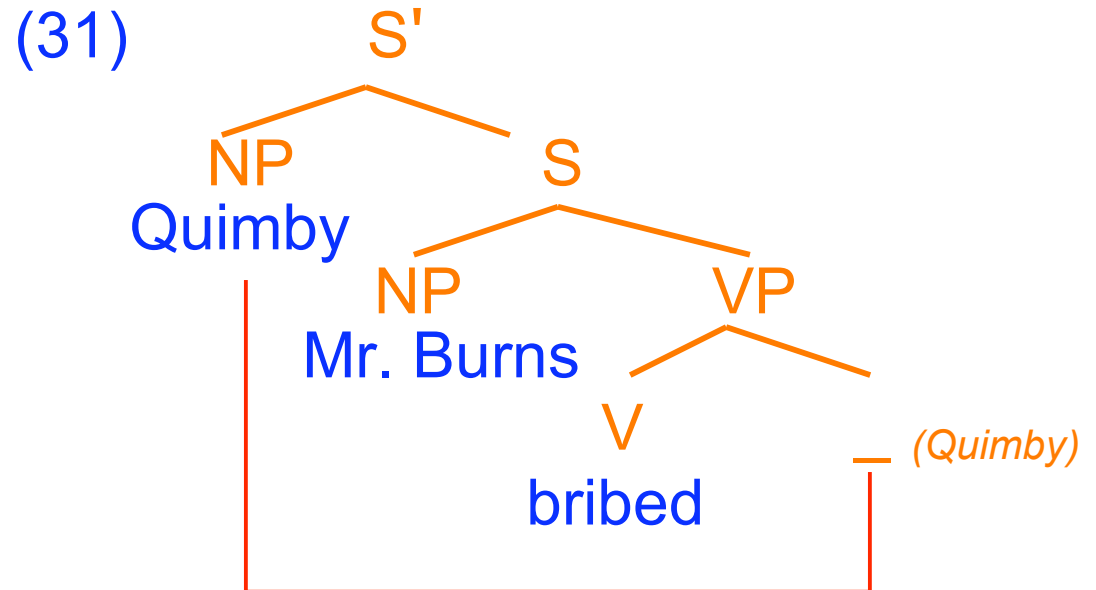 (31) S'
NP S
Quimby
NP VP
Mr. Burns
V _ (Quimby)
bribed